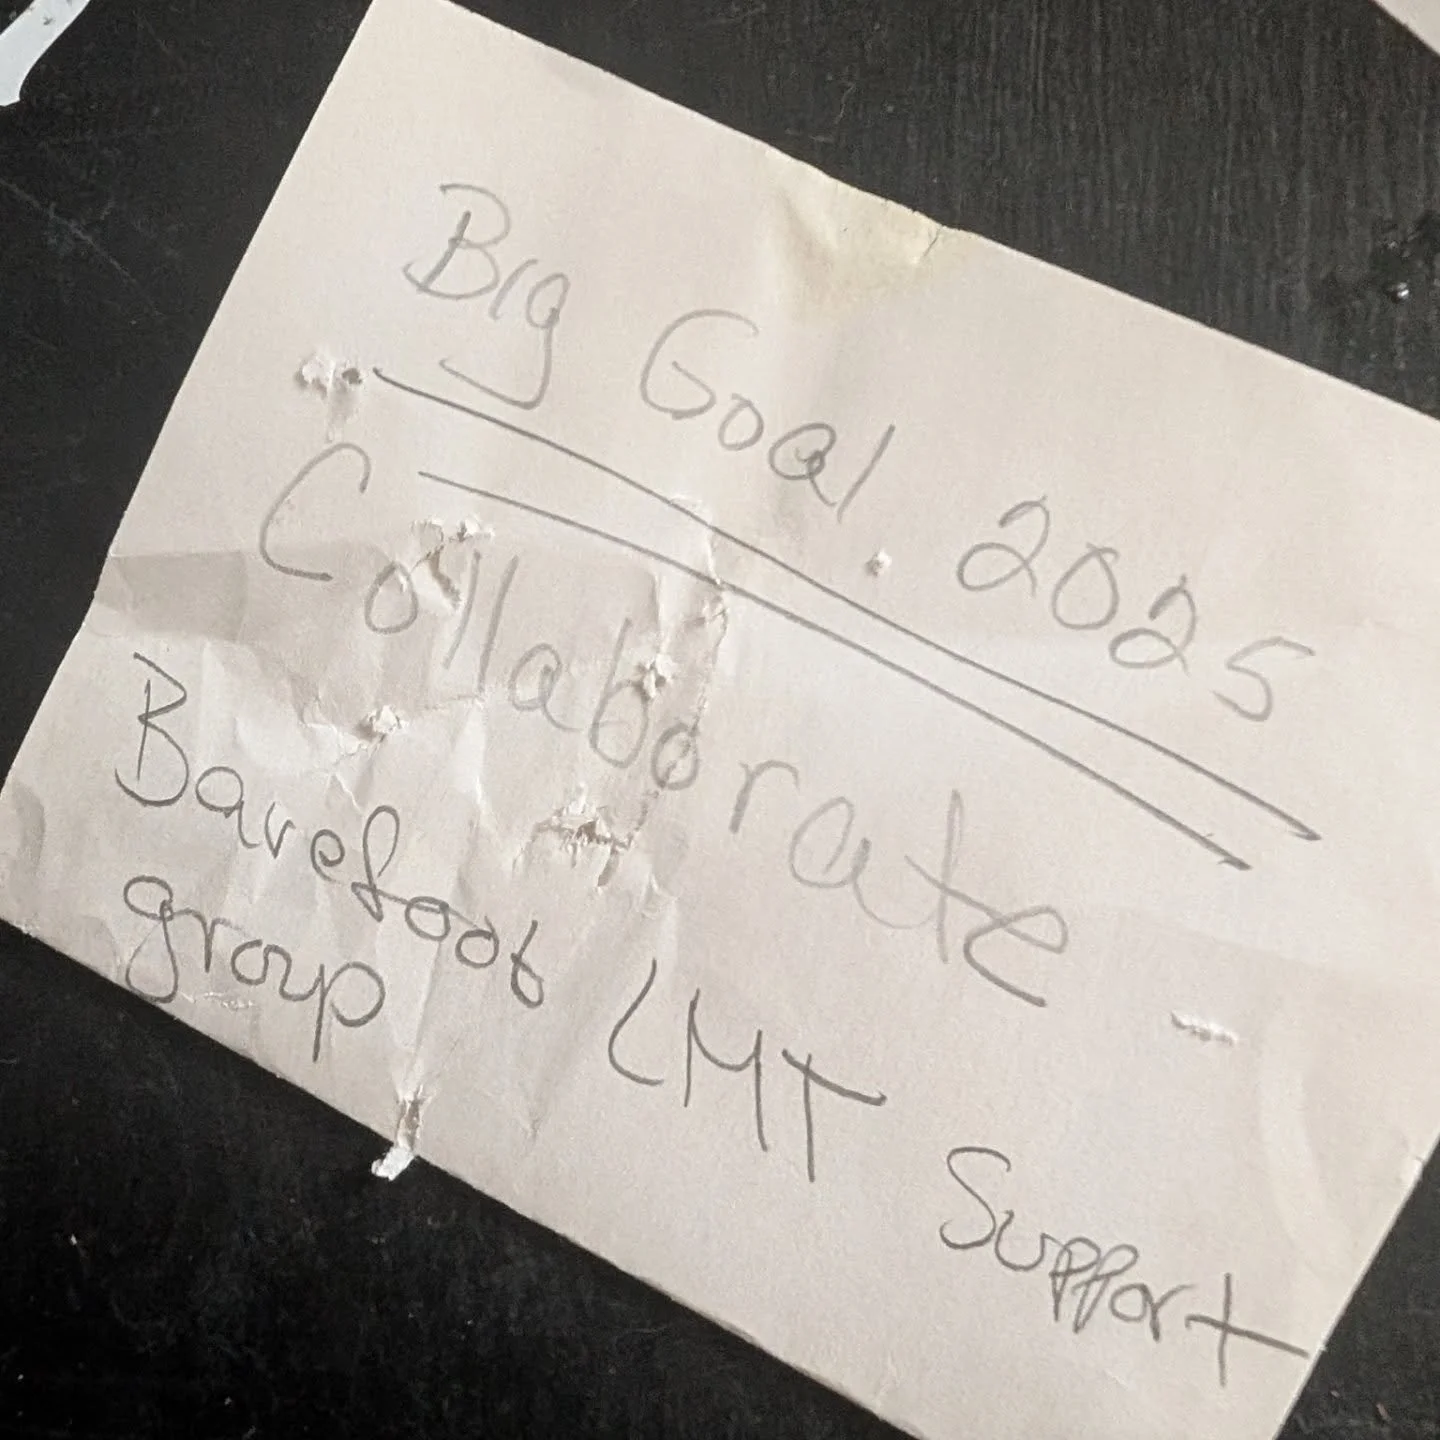 Big Goal. 2025
Collaborate -
Barefoot LMT Support
group